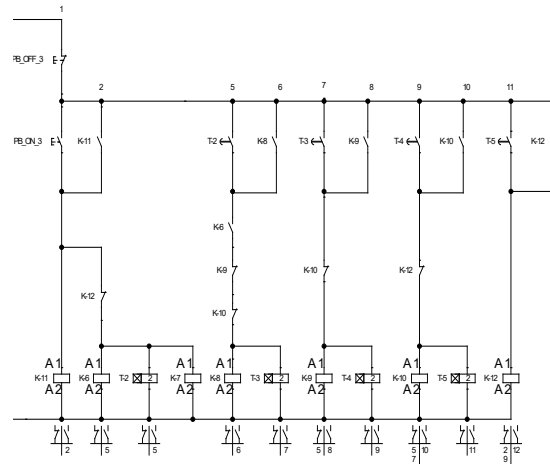 1
PB_OFF_3
2 5 6 7 8 9 10 11
PB_ON_3 K-11 T-2 K-8 T-3 K-9 T-4 K-10 T-5 K-12
K-6
K-9 K-10 K-12
K-12
K-10
A1 A1 A1 A1 A1 A1 A1
K-11 K-6 T-2 2 K-7 K-8 T-3 2 K-9 T-4 2 K-10 T-5 2 K-12
A2 A2 A2 A2 A2 A2 A2
2 5 5 6 7 5 8 9 5 10 11 2 12
7 9